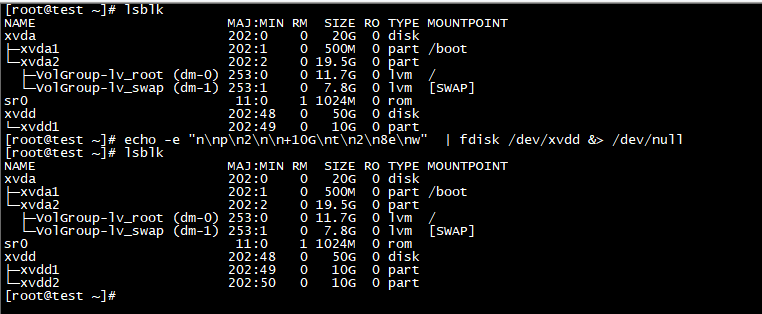 [root@test ~]# lsblk
NAME                        MAJ:MIN RM  SIZE RO TYPE MOUNTPOINT
xvda                        202:0    0   20G  0 disk
├─xvda1                     202:1    0  500M  0 part /boot
└─xvda2                     202:2    0 19.5G  0 part
  ├─VolGroup-lv_root (dm-0) 253:0    0 11.7G  0 lvm  /
  └─VolGroup-lv_swap (dm-1) 253:1    0  7.8G  0 lvm  [SWAP]
sr0                          11:0    1 1024M  0 rom
xvdd                        202:48   0   50G  0 disk
└─xvdd1                     202:49   0   10G  0 part
[root@test ~]# echo -e "n\np\n2\n\n+10G\nt\n2\n8e\nw"  | fdisk /dev/xvdd &> /dev/null
[root@test ~]# lsblk
NAME                        MAJ:MIN RM  SIZE RO TYPE MOUNTPOINT
xvda                        202:0    0   20G  0 disk
├─xvda1                     202:1    0  500M  0 part /boot
└─xvda2                     202:2    0 19.5G  0 part
  ├─VolGroup-lv_root (dm-0) 253:0    0 11.7G  0 lvm  /
  └─VolGroup-lv_swap (dm-1) 253:1    0  7.8G  0 lvm  [SWAP]
sr0                          11:0    1 1024M  0 rom
xvdd                        202:48   0   50G  0 disk
├─xvdd1                     202:49   0   10G  0 part
└─xvdd2                     202:50   0   10G  0 part
[root@test ~]#